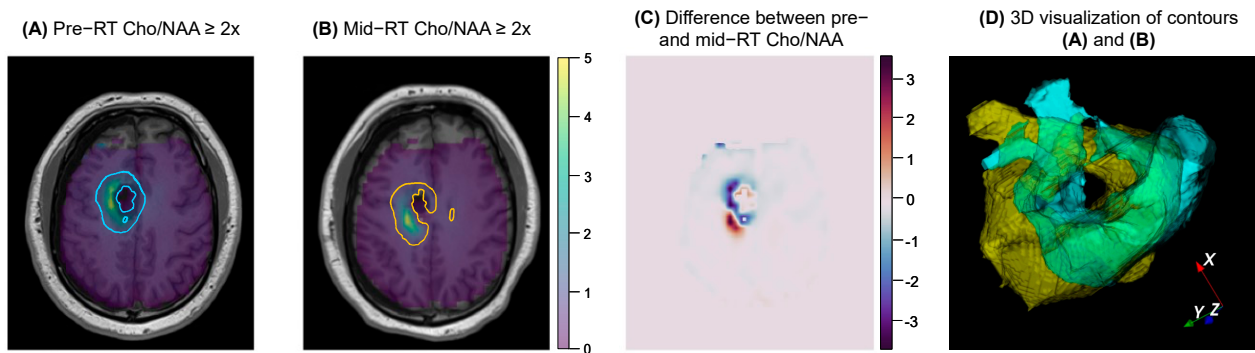 (A) Pre−RT Cho/NAA ≥ 2x
(B) Mid−RT Cho/NAA ≥ 2x
(C) Difference between pre−
and mid−RT Cho/NAA
(D) 3D visualization of contours
(A) and (B)
5
4
3
2
1
0
3
2
1
0
-1
-2
-3
X
Y
Z